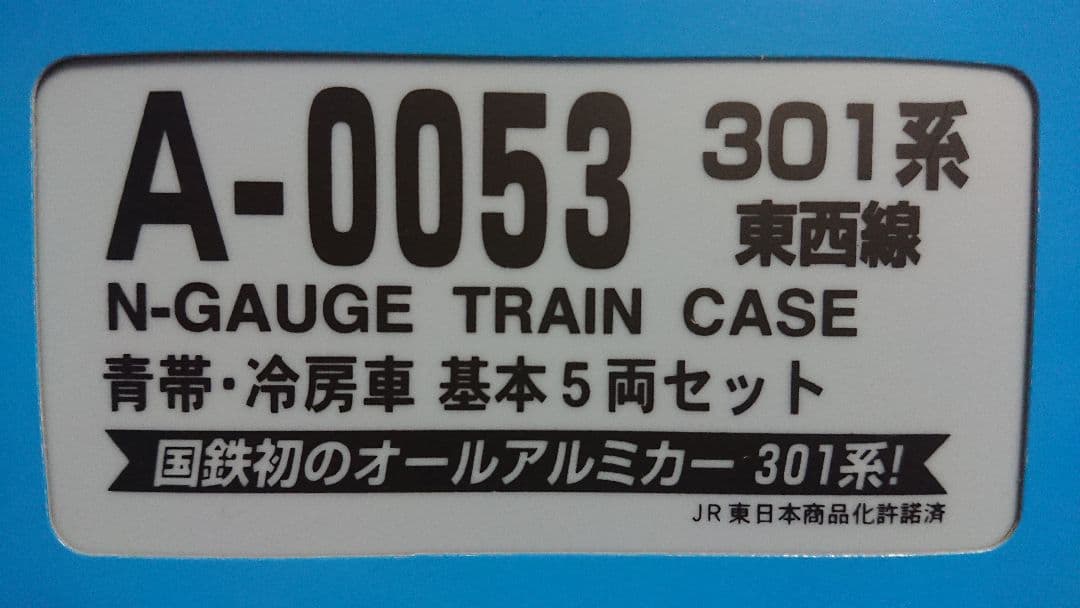 A-0053 301系
東西線
N-GAUGE TRAIN CASE
青帯・冷房車 基本5両セット
国鉄初のオールアルミカー 301系!
JR東日本商品化許諾済